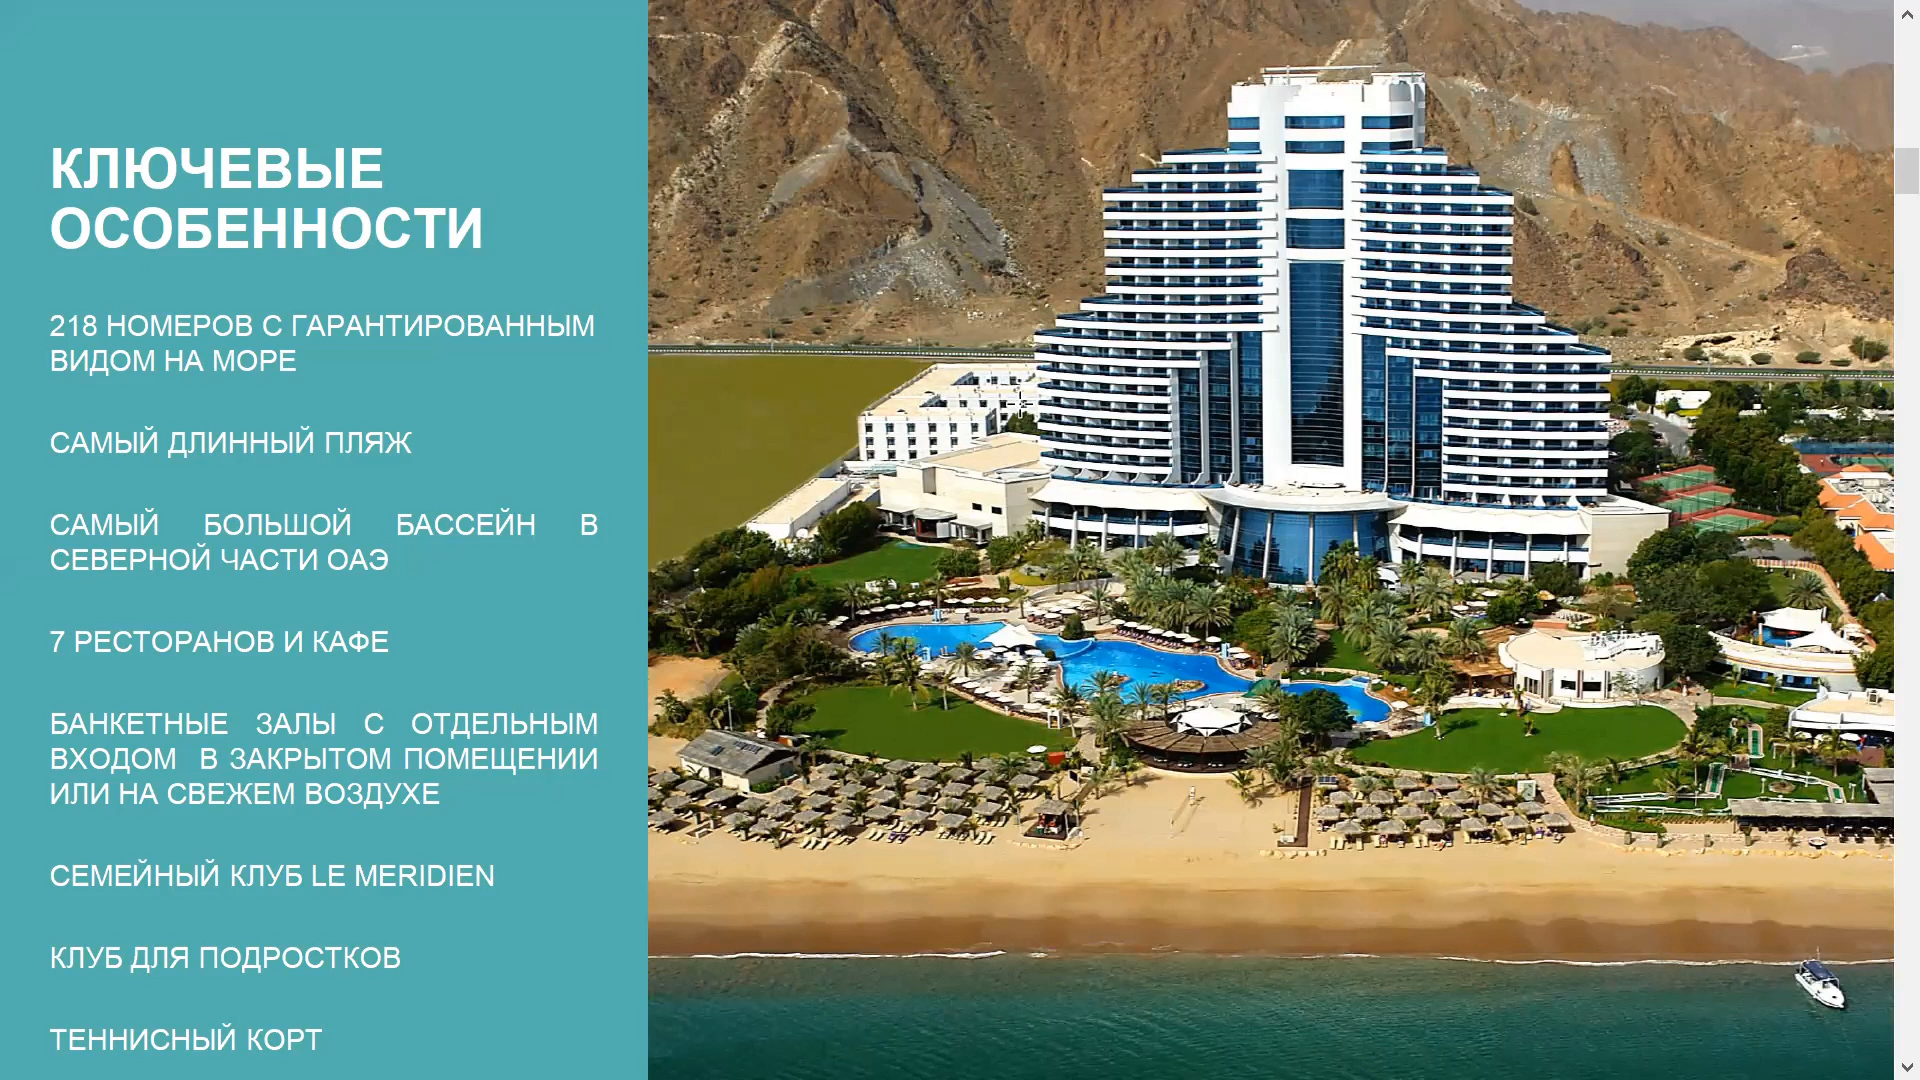 КЛЮЧЕВЫЕ
ОСОБЕННОСТИ
218 НОМЕРОВ С ГАРАНТИРОВАННЫМ
ВИДОМ НА МОРЕ
САМЫЙ ДЛИННЫЙ ПЛЯЖ
САМЫЙ БОЛЬШОЙ БАССЕЙН В
СЕВЕРНОЙ ЧАСТИ ОАЭ
7 РЕСТОРАНОВ И КАФЕ
БАНКЕТНЫЕ ЗАЛЫ С ОТДЕЛЬНЫМ
ВХОДОМ В ЗАКРЫТОМ ПОМЕЩЕНИИ
ИЛИ НА СВЕЖЕМ ВОЗДУХЕ
СЕМЕЙНЫЙ КЛУБ LE MERIDIEN
КЛУБ ДЛЯ ПОДРОСТКОВ
ТЕННИСНЫЙ КОРТ